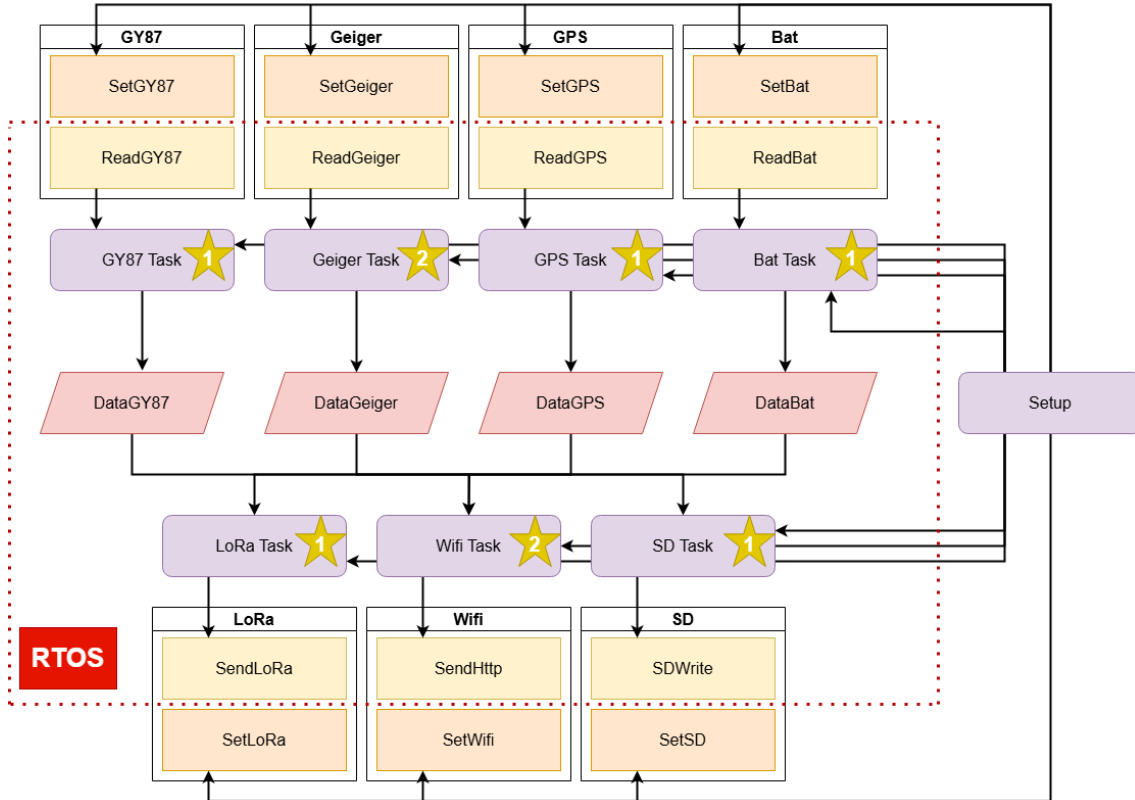 GY87
Geiger
GPS
Bat
SetGY87
SetGeiger
SetGPS
SetBat
ReadGY87
ReadGeiger
ReadGPS
ReadBat
GY87 Task
1
Geiger Task
2
GPS Task
1
Bat Task
1
DataGY87
DataGeiger
DataGPS
DataBat
Setup
LoRa Task
1
Wifi Task
2
SD Task
1
LoRa
Wifi
SD
RTOS
SendLoRa
SendHttp
SDWrite
SetLoRa
SetWifi
SetSD